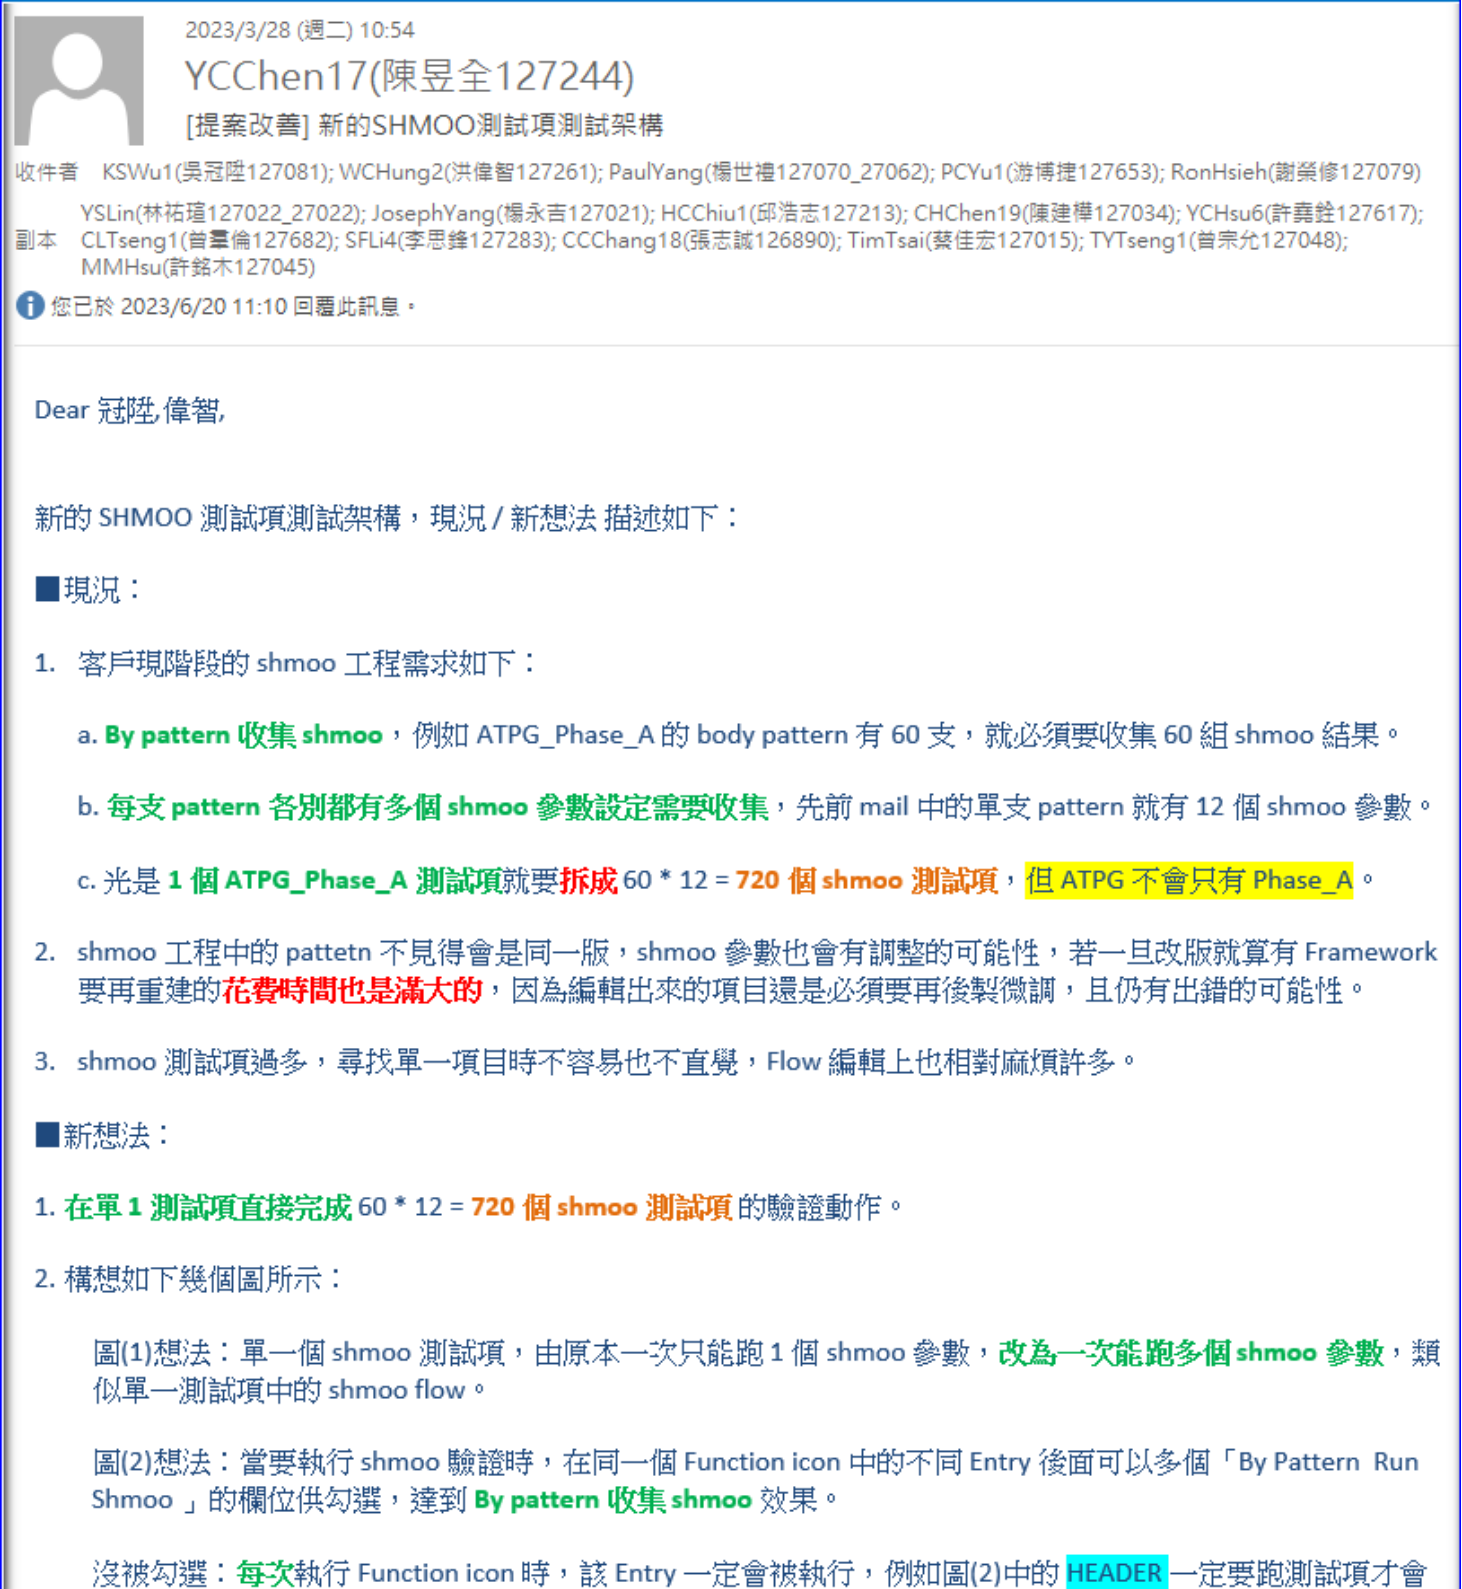 2023/3/28 (週二) 10:54
YCChen17(陳昱全127244)
[提案改善] 新的SHMOO測試項測試架構
收件者 KSWu1(吳冠陞127081); WCHung2(洪偉智127261); PaulYang(楊世禮127070_27062); PCYu1(游博捷127653); RonHsieh(謝榮修127079)
YSLin(林祐瑄127022_27022); JosephYang(楊永吉127021); HCChiu1(邱浩志127213); CHChen19(陳建樺127034); YCHsu6(許堯銓127617);
副本 CLTseng1(曾羣倫127682); SFLi4(李思鋒127283); CCChang18(張志誠126890); TimTsai(蔡佳宏127015); TYTseng1(曾宗允127048);
MMHsu(許銘木127045)
您已於 2023/6/20 11:10 回覆此訊息。
Dear 冠陞,偉智,
新的 SHMOO 測試項測試架構，現況 / 新想法 描述如下：
■現況：
1. 客戶現階段的 shmoo 工程需求如下：
a. By pattern 收集 shmoo，例如 ATPG_Phase_A 的 body pattern 有 60 支，就必須要收集 60 組 shmoo 結果。
b. 每支 pattern 各別都有多個 shmoo 參數設定需要收集，先前 mail 中的單支 pattern 就有 12 個 shmoo 參數。
c. 光是 1 個 ATPG_Phase_A 測試項就要拆成 60 * 12 = 720 個 shmoo 測試項，但 ATPG 不會只有 Phase_A。
2. shmoo 工程中的 pattetn 不見得會是同一版，shmoo 參數也會有調整的可能性，若一旦改版就算有 Framework
要再重建的花費時間也是滿大的，因為編輯出來的項目還是必須要再後製微調，且仍有出錯的可能性。
3. shmoo 測試項過多，尋找單一項目時不容易也不直覺，Flow 編輯上也相對麻煩許多。
■新想法：
1. 在單 1 測試項直接完成 60 * 12 = 720 個 shmoo 測試項 的驗證動作。
2. 構想如下幾個圖所示：
圖(1)想法：單一個 shmoo 測試項，由原本一次只能跑 1 個 shmoo 參數，改為一次能跑多個 shmoo 參數，類
似單一測試項中的 shmoo flow。
圖(2)想法：當要執行 shmoo 驗證時，在同一個 Function icon 中的不同 Entry 後面可以多個「By Pattern Run
Shmoo 」的欄位供勾選，達到 By pattern 收集 shmoo 效果。
沒被勾選：每次執行 Function icon 時，該 Entry 一定會被執行，例如圖(2)中的 HEADER 一定要跑測試項才會